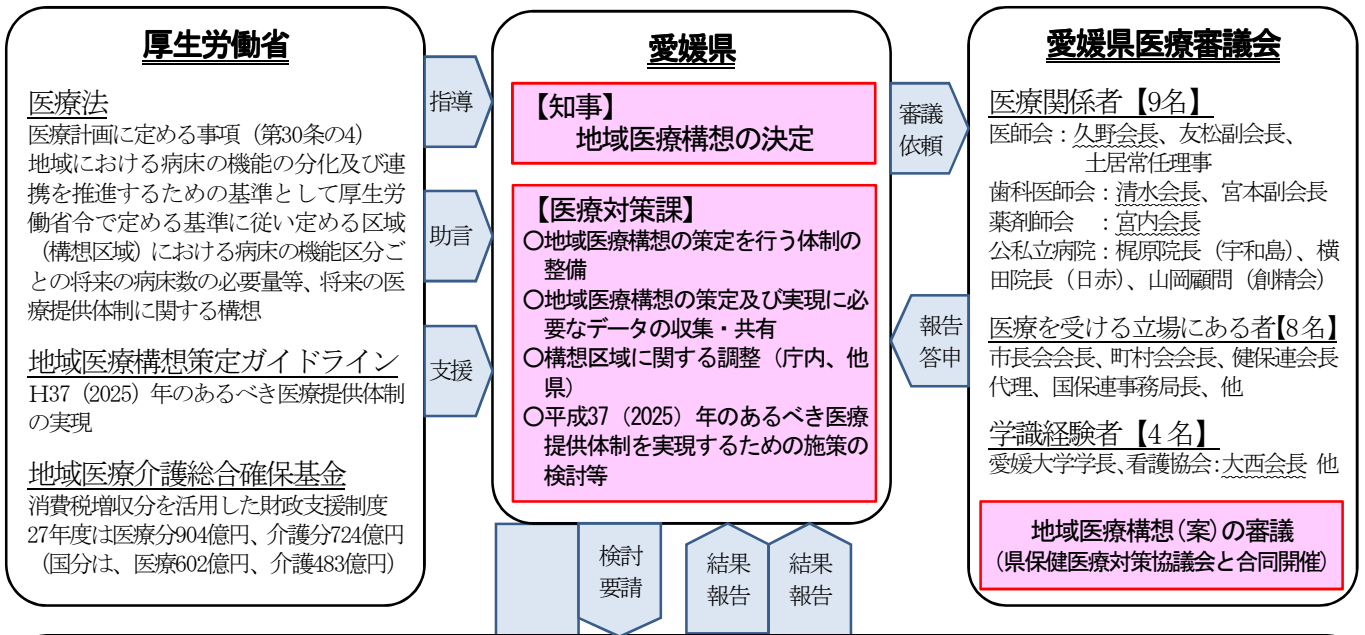 厚生労働省
医療法
医療計画に定める事項（第30条の4）
地域における病床の機能の分化及び連
携を推進するための基準として厚生労
働省令で定める基準に従い定める区域
（構想区域）における病床の機能区分ご
との将来の病床数の必要量等、将来の医
療提供体制に関する構想
地域医療構想策定ガイドライン
H37（2025）年のあるべき医療提供体制
の実現
地域医療介護総合確保基金
消費税増収分を活用した財政支援制度
27年度は医療分904億円、介護分724億円
（国分は、医療602億円、介護483億円）
指導
助言
支援
愛媛県
【知事】
地域医療構想の決定
【医療対策課】
○地域医療構想の策定を行う体制の
整備
○地域医療構想の策定及び実現に必
要なデータの収集・共有
○構想区域に関する調整（庁内、他
県）
○平成37（2025）年のあるべき医療
提供体制を実現するための施策の
検討等
審議
依頼
報告
答申
愛媛県医療審議会
医療関係者【9名】
医師会：久野会長、友松副会長、
土居常任理事
歯科医師会：清水会長、宮本副会長
薬剤師会　：宮内会長
公私立病院：梶原院長（宇和島）、横
田院長（日赤）、山岡顧問（創精会）
医療を受ける立場にある者【8名】
市長会会長、町村会会長、健保連会長
代理、国保連事務局長、他
学識経験者【4名】
愛媛大学学長、看護協会：大西会長 他
地域医療構想（案）の審議
（県保健医療対策協議会と合同開催）
検討
要請
結果
報告
結果
報告